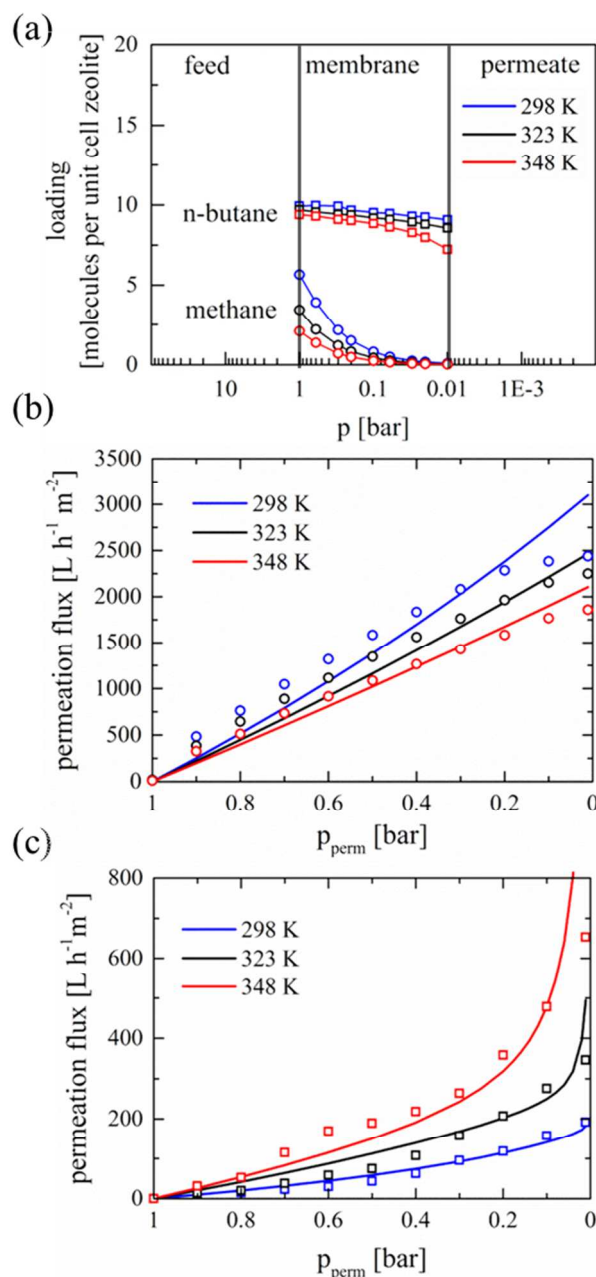 (a)
20
15
10
5
0
loading
[molecules per unit cell zeolite]
feed
membrane
permeate
298 K
323 K
348 K
n-butane
methane
10
1
0.1
0.01
1E-3
p [bar]
(b)
3500
3000
2500
2000
1500
1000
500
0
permeation flux [L h⁻¹ m⁻²]
298 K
323 K
348 K
1
0.8
0.6
0.4
0.2
0
p_perm [bar]
(c)
800
600
400
200
0
permeation flux [L h⁻¹m⁻²]
298 K
323 K
348 K
1
0.8
0.6
0.4
0.2
0
p_perm [bar]